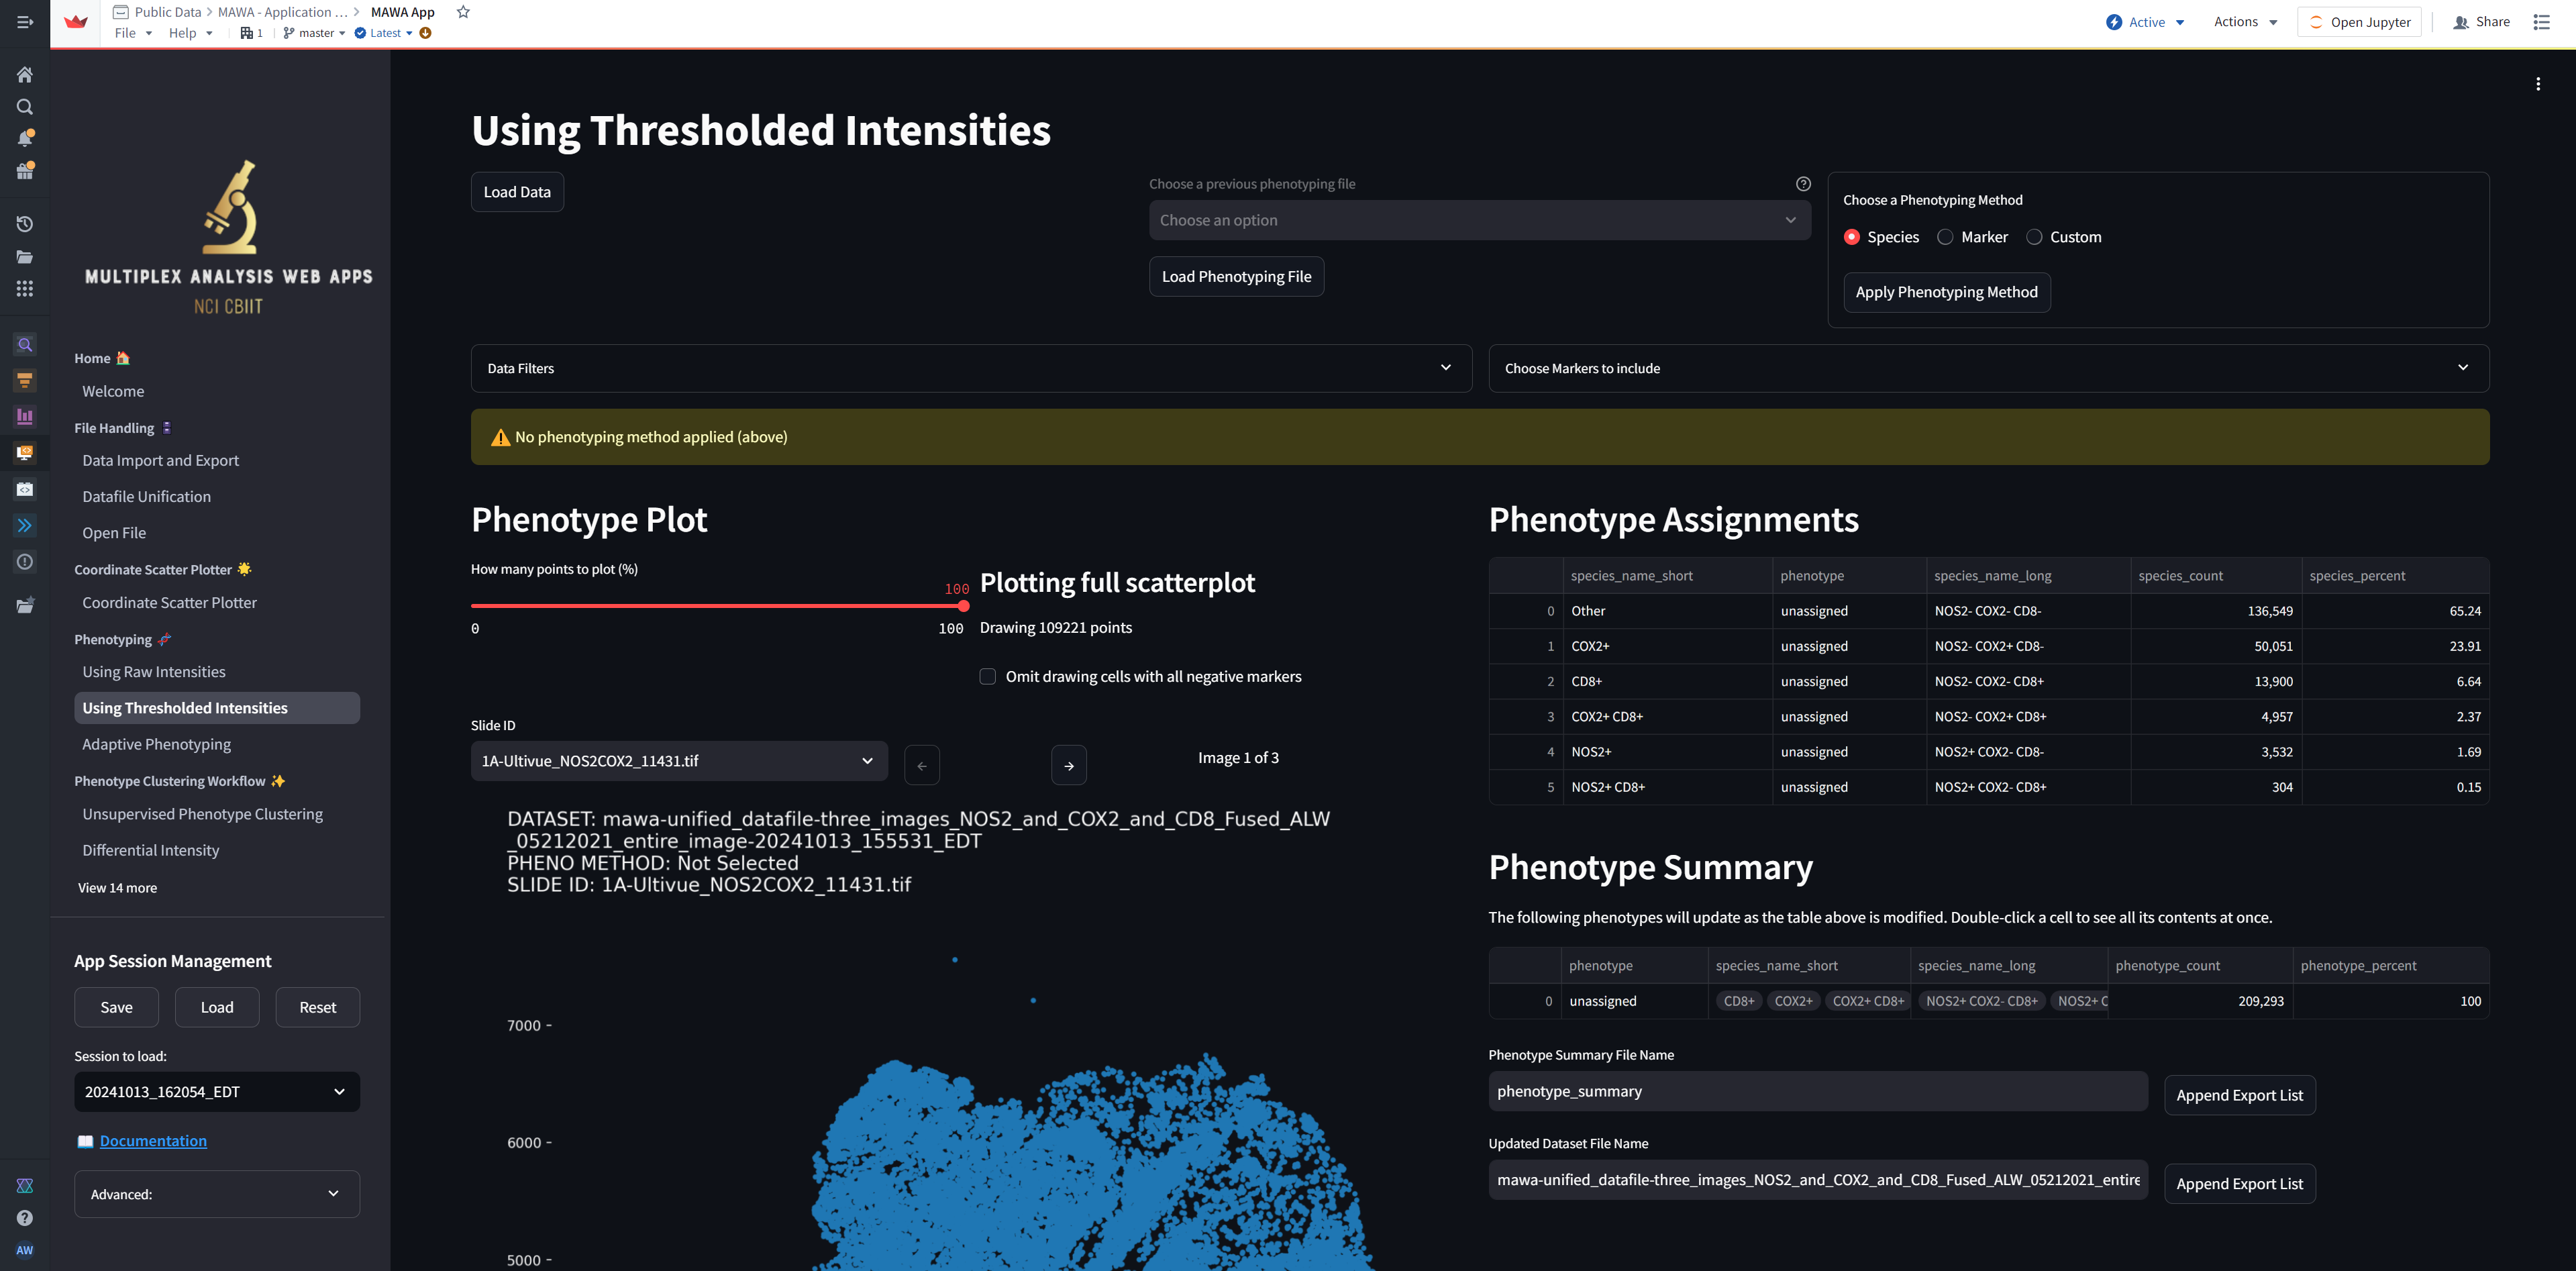 Public Data > MAWA - Application ... > MAWA App
File Help 1 master Latest
Active Actions Open Jupyter Share
MULTIPLEX ANALYSIS WEB APPS
NCI CBIIT
Home
Welcome
File Handling
Data Import and Export
Datafile Unification
Open File
Coordinate Scatter Plotter
Coordinate Scatter Plotter
Phenotyping
Using Raw Intensities
Using Thresholded Intensities
Adaptive Phenotyping
Phenotype Clustering Workflow
Unsupervised Phenotype Clustering
Differential Intensity
View 14 more
App Session Management
Save Load Reset
Session to load:
20241013_162054_EDT
Documentation
Advanced:
AW
Using Thresholded Intensities
Load Data
Choose a previous phenotyping file
Choose an option
Load Phenotyping File
Choose a Phenotyping Method
Species Marker Custom
Apply Phenotyping Method
Data Filters
Choose Markers to include
No phenotyping method applied (above)
Phenotype Plot
How many points to plot (%)
100
0 100
Plotting full scatterplot
Drawing 109221 points
Omit drawing cells with all negative markers
Slide ID
1A-Ultivue_NOS2COX2_11431.tif
Image 1 of 3
DATASET: mawa-unified_datafile-three_images_NOS2_and_COX2_and_CD8_Fused_ALW
_05212021_entire_image-20241013_155531_EDT
PHENO METHOD: Not Selected
SLIDE ID: 1A-Ultivue_NOS2COX2_11431.tif
7000
6000
5000
Phenotype Assignments
species_name_short phenotype species_name_long species_count species_percent
0 Other unassigned NOS2- COX2- CD8- 136,549 65.24
1 COX2+ unassigned NOS2- COX2+ CD8- 50,051 23.91
2 CD8+ unassigned NOS2- COX2- CD8+ 13,900 6.64
3 COX2+ CD8+ unassigned NOS2- COX2+ CD8+ 4,957 2.37
4 NOS2+ unassigned NOS2+ COX2- CD8- 3,532 1.69
5 NOS2+ CD8+ unassigned NOS2+ COX2- CD8+ 304 0.15
Phenotype Summary
The following phenotypes will update as the table above is modified. Double-click a cell to see all its contents at once.
phenotype species_name_short species_name_long phenotype_count phenotype_percent
0 unassigned CD8+ COX2+ COX2+ CD8+ NOS2+ COX2- CD8+ NOS2+ C 209,293 100
Phenotype Summary File Name
phenotype_summary
Append Export List
Updated Dataset File Name
mawa-unified_datafile-three_images_NOS2_and_COX2_and_CD8_Fused_ALW_05212021_entire
Append Export List